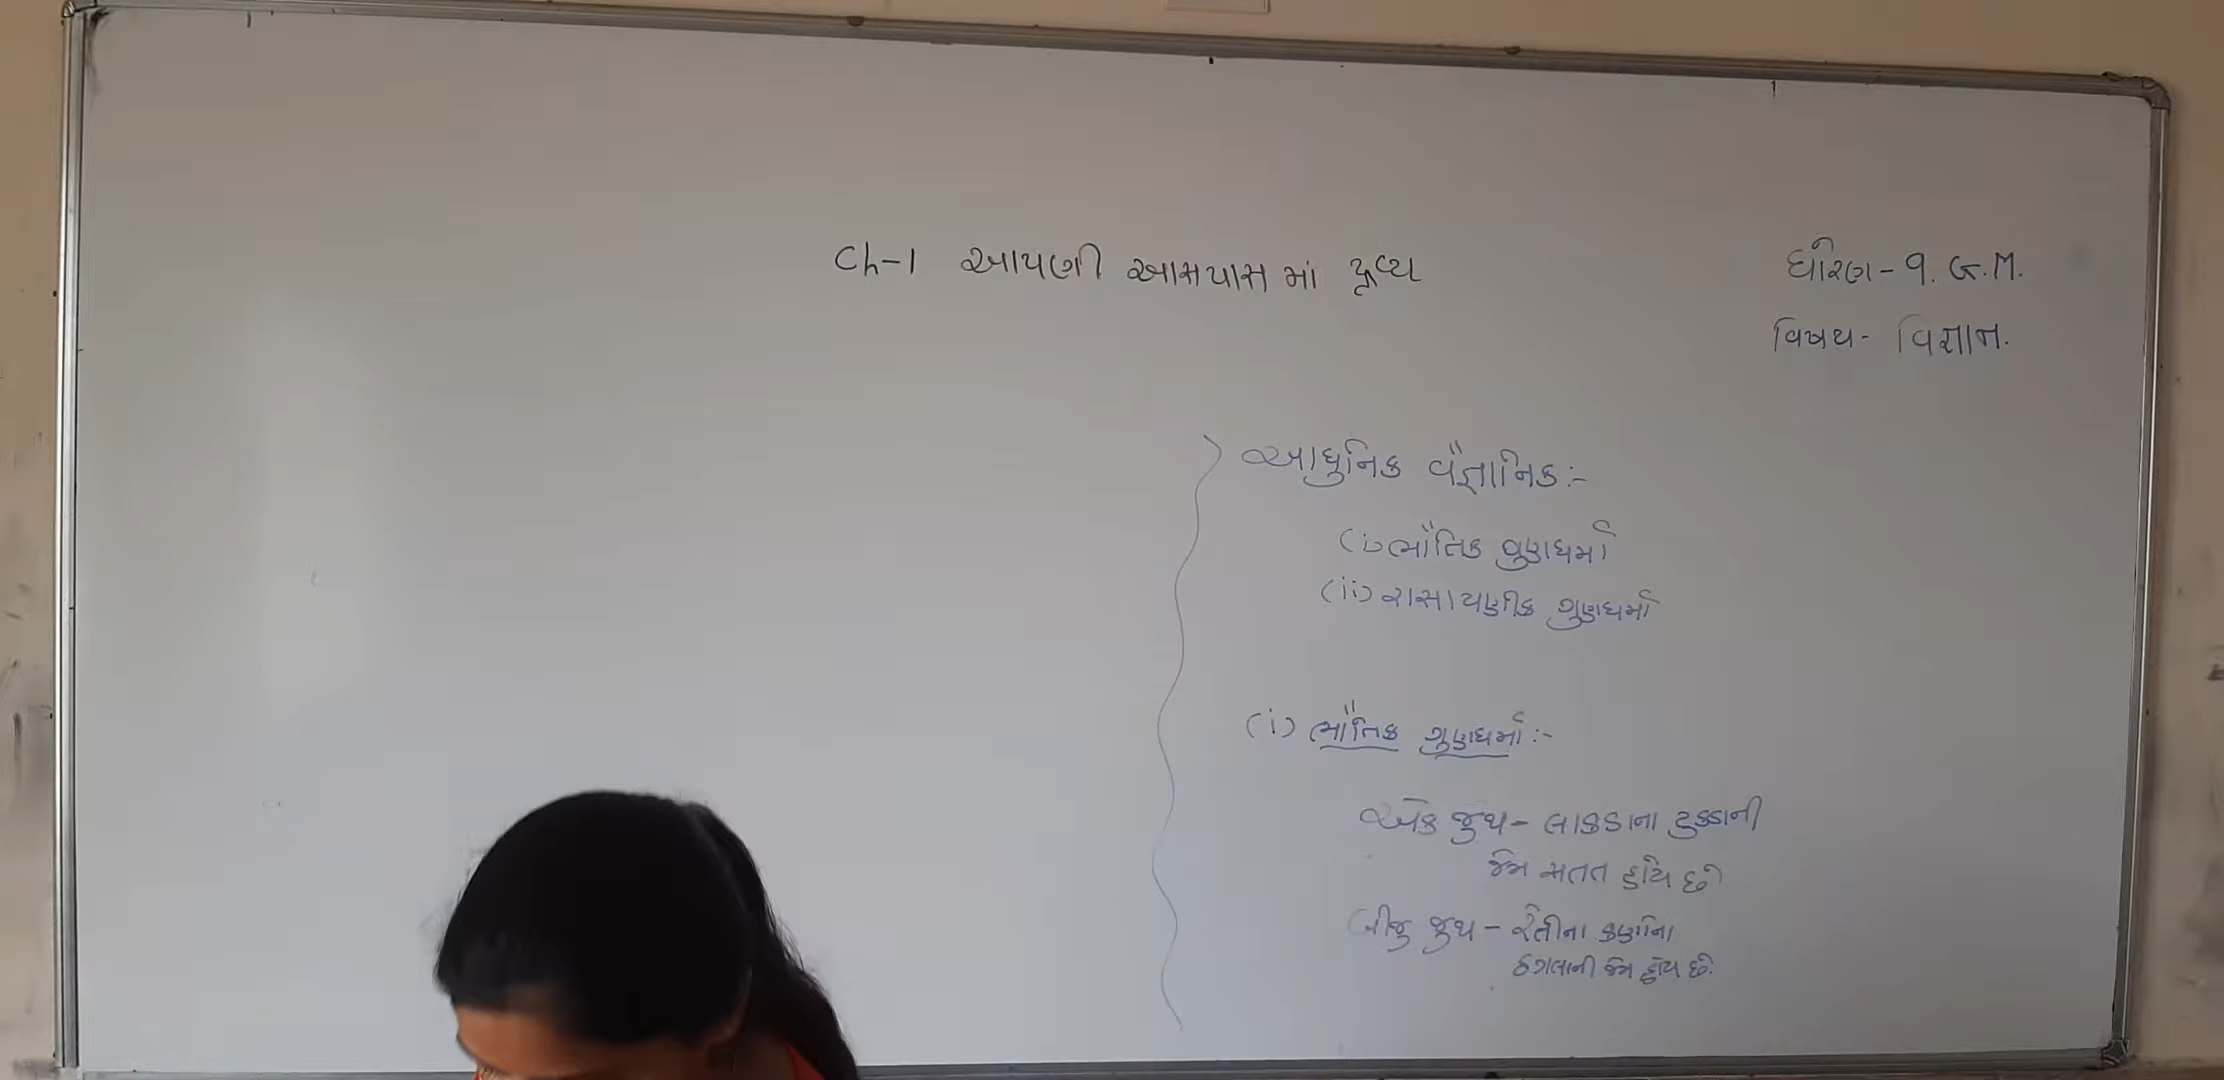 Ch-1 આપણી આસપાસ માં દ્રવ્ય
ધોરણ - 9. G.M.
વિષય - વિજ્ઞાન.
આધુનિક વૈજ્ઞાનિક :-
(i) ભૌતિક ગુણધર્મો
(ii) રાસાયણીક ગુણધર્મો
(i) ભૌતિક ગુણધર્મો :-
એક જુથ - લાકડાના ટુકડાની
જેમ સતત હોય છે
બીજુ જુથ - રેતીના કણોના
ઢગલાની જેમ હોય છે.